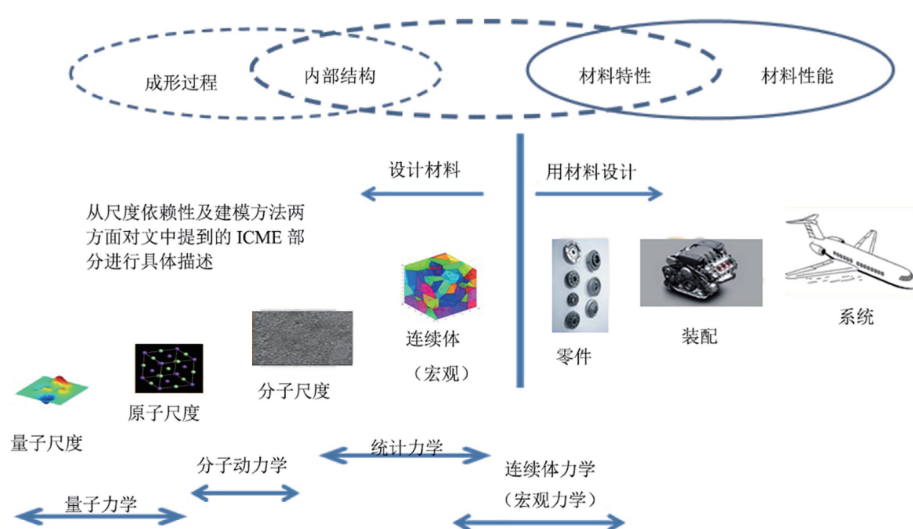 成形过程
内部结构
材料特性
材料性能
设计材料
用材料设计
从尺度依赖性及建模方法两
方面对文中提到的 ICME 部
分进行具体描述
量子尺度
原子尺度
分子尺度
连续体
（宏观）
零件
装配
系统
量子力学
分子动力学
统计力学
连续体力学
（宏观力学）